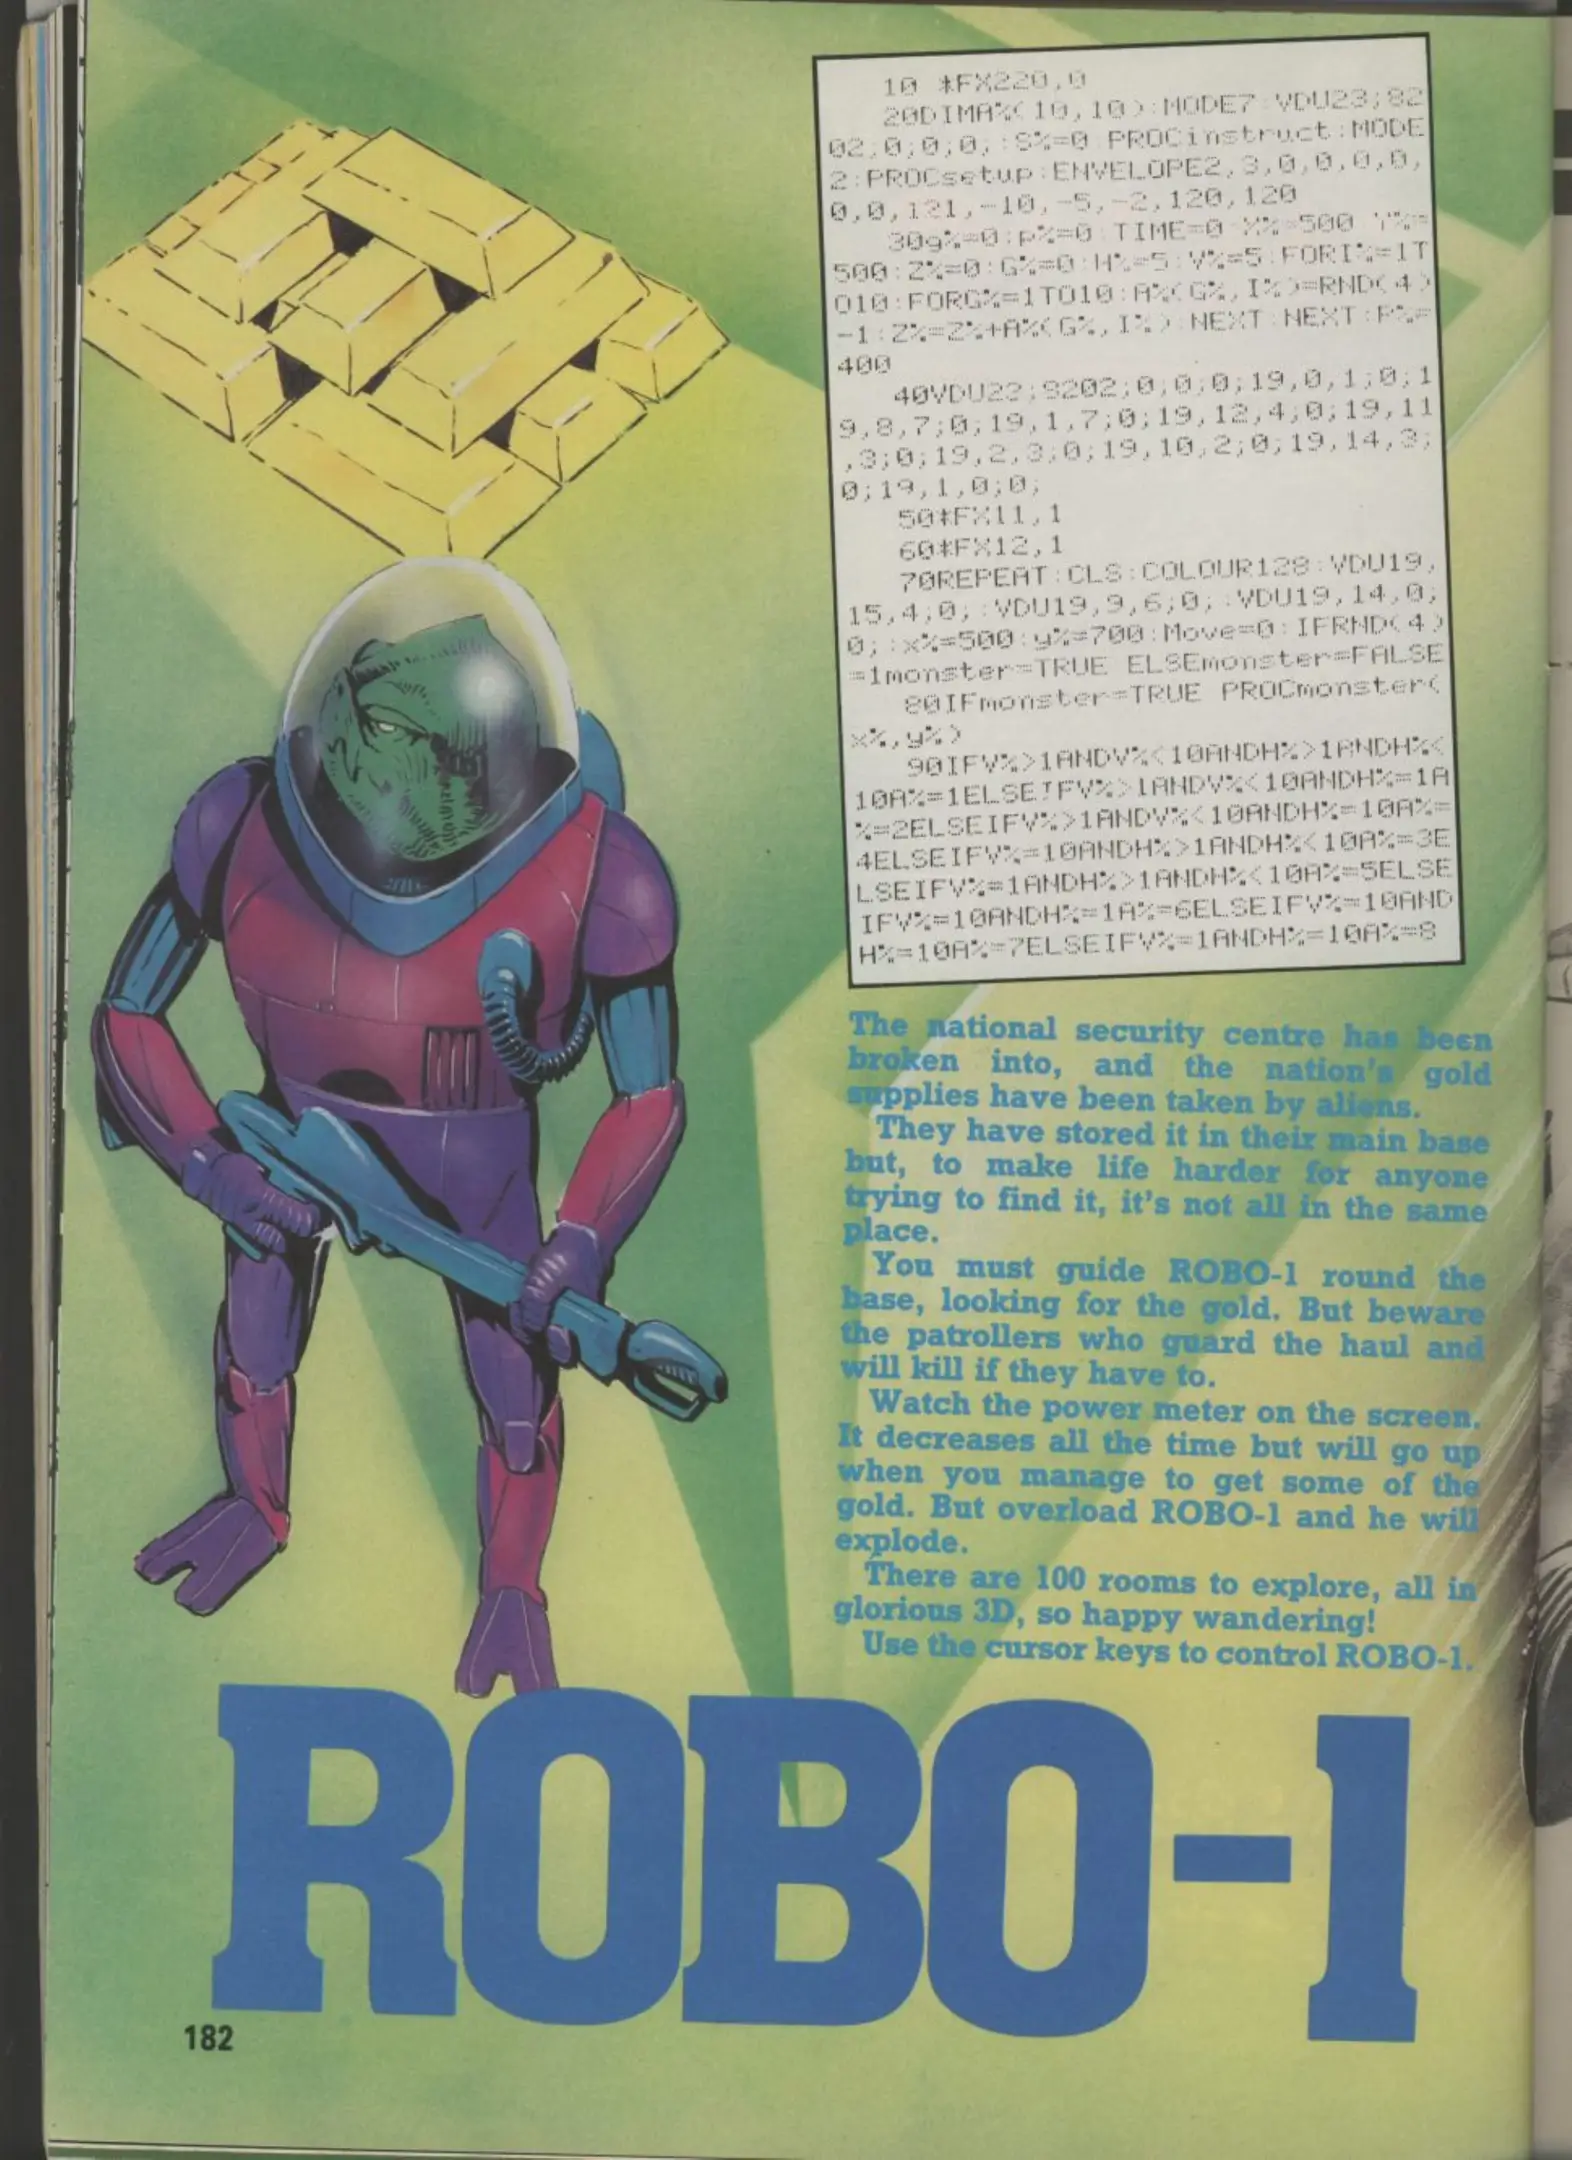 10 *FX220,0
20DIMA%(10,10):MODE7:VDU23;82
02;0;0;0;:S%=0:PROCinstruct:MODE
2:PROCsetup:ENVELOPE2,3,0,0,0,0,
0,0,121,-10,-5,-2,120,120
30g%=0:p%=0:TIME=0:X%=500:Y%=
500:Z%=0:G%=0:H%=5:V%=5:FORI%=1T
O10:FORG%=1TO10:A%(G%,I%)=RND(4)
-1:Z%=Z%+A%(G%,I%):NEXT:NEXT:P%=
400
40VDU23;8202;0;0;0;19,0,1;0;1
9,8,7;0;19,1,7;0;19,12,4;0;19,11
,3;0;19,2,3;0;19,10,2;0;19,14,3;
0;19,1,0;0;
50*FX11,1
60*FX12,1
70REPEAT:CLS:COLOUR128:VDU19,
15,4;0;:VDU19,9,6;0;:VDU19,14,0;
0;:x%=500:y%=700:Move=0:IFRND(4)
=1monster=TRUE ELSEmonster=FALSE
80IFmonster=TRUE PROCmonster(
x%,y%)
90IFV%>1ANDV%<10ANDH%>1ANDH%<
10A%=1ELSEIFV%>1ANDV%<10ANDH%=1A
%=2ELSEIFV%>1ANDV%<10ANDH%=10A%=
4ELSEIFV%=10ANDH%>1ANDH%<10A%=3E
LSEIFV%=1ANDH%>1ANDH%<10A%=5ELSE
IFV%=10ANDH%=1A%=6ELSEIFV%=10AND
H%=10A%=7ELSEIFV%=1ANDH%=10A%=8
The national security centre has been
broken into, and the nation's gold
supplies have been taken by aliens.
They have stored it in their main base
but, to make life harder for anyone
trying to find it, it's not all in the same
place.
You must guide ROBO-1 round the
base, looking for the gold. But beware
the patrollers who guard the haul and
will kill if they have to.
Watch the power meter on the screen.
It decreases all the time but will go up
when you manage to get some of the
gold. But overload ROBO-1 and he will
explode.
There are 100 rooms to explore, all in
glorious 3D, so happy wandering!
Use the cursor keys to control ROBO-1.
ROBO-1
182